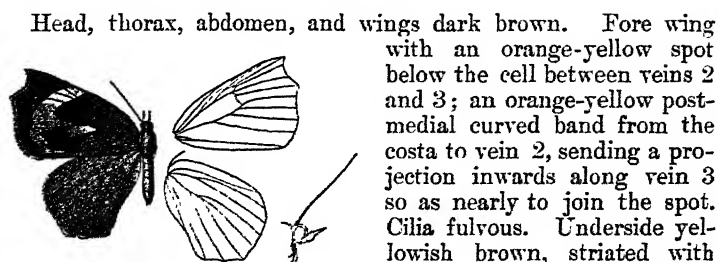 Head, thorax, abdomen, and wings dark brown. Fore wing
with an orange-yellow spot
below the cell between veins 2
and 3; an orange-yellow post-
medial curved band from the
costa to vein 2, sending a pro-
jection inwards along vein 3
so as nearly to join the spot.
Cilia fulvous. Underside yel-
lowish brown, striated with